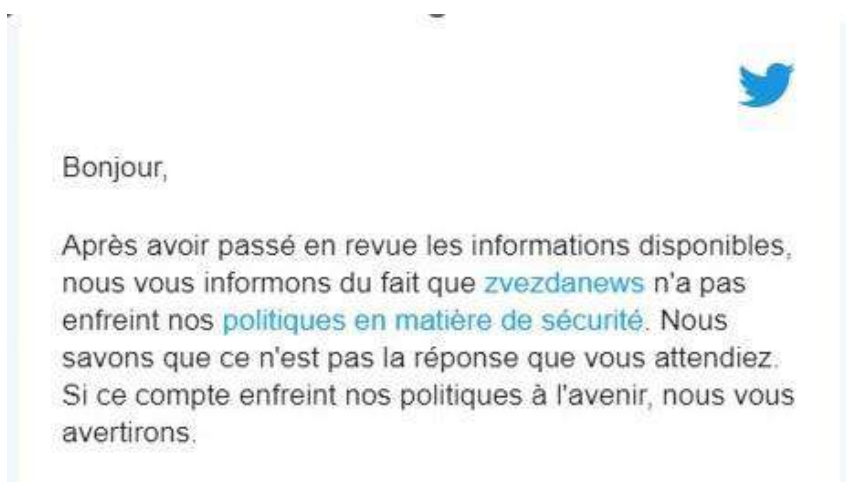 Bonjour,
Après avoir passé en revue les informations disponibles,
nous vous informons du fait que zvezdanews n'a pas
enfreint nos politiques en matière de sécurité. Nous
savons que ce n'est pas la réponse que vous attendiez.
Si ce compte enfreint nos politiques à l'avenir, nous vous
avertirons.